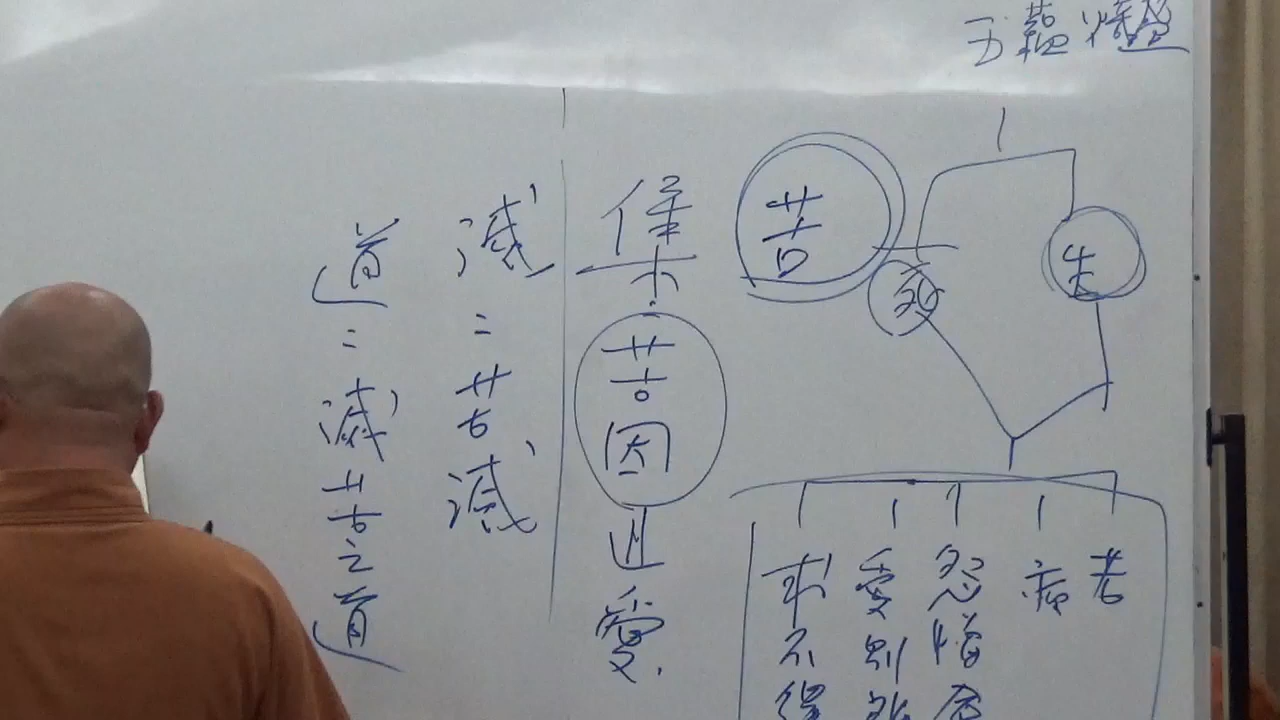 五蘊熾盛
苦
生
死
老
病
怨憎會
愛別離
求不得
集：苦因
愛
滅：苦滅
道：滅苦之道